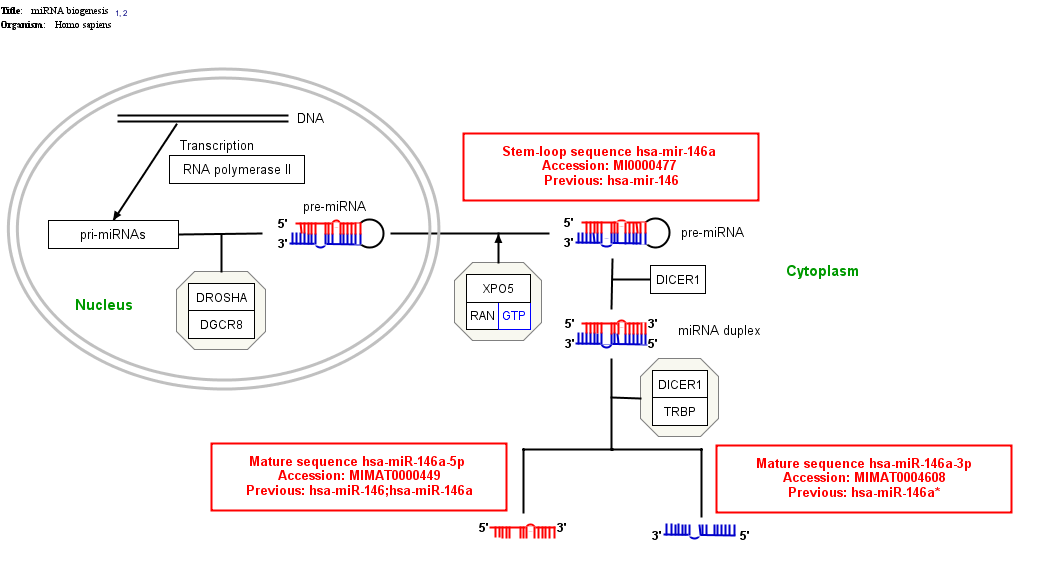 Title: miRNA biogenesis 1, 2
Organism: Homo sapiens
DNA
Transcription
RNA polymerase II
pri-miRNAs
pre-miRNA
5'
3'
DROSHA
DGCR8
Nucleus
Stem-loop sequence hsa-mir-146a
Accession: MI0000477
Previous: hsa-mir-146
XPO5
RAN GTP
5'
3'
pre-miRNA
Cytoplasm
DICER1
5' 3'
3' 5'
miRNA duplex
DICER1
TRBP
Mature sequence hsa-miR-146a-5p
Accession: MIMAT0000449
Previous: hsa-miR-146;hsa-miR-146a
Mature sequence hsa-miR-146a-3p
Accession: MIMAT0004608
Previous: hsa-miR-146a*
5' 3'
3' 5'